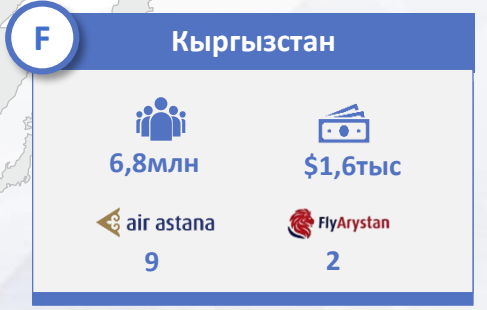 F
Кыргызстан
6,8млн
$1,6тыс
air astana
FlyArystan
9
2